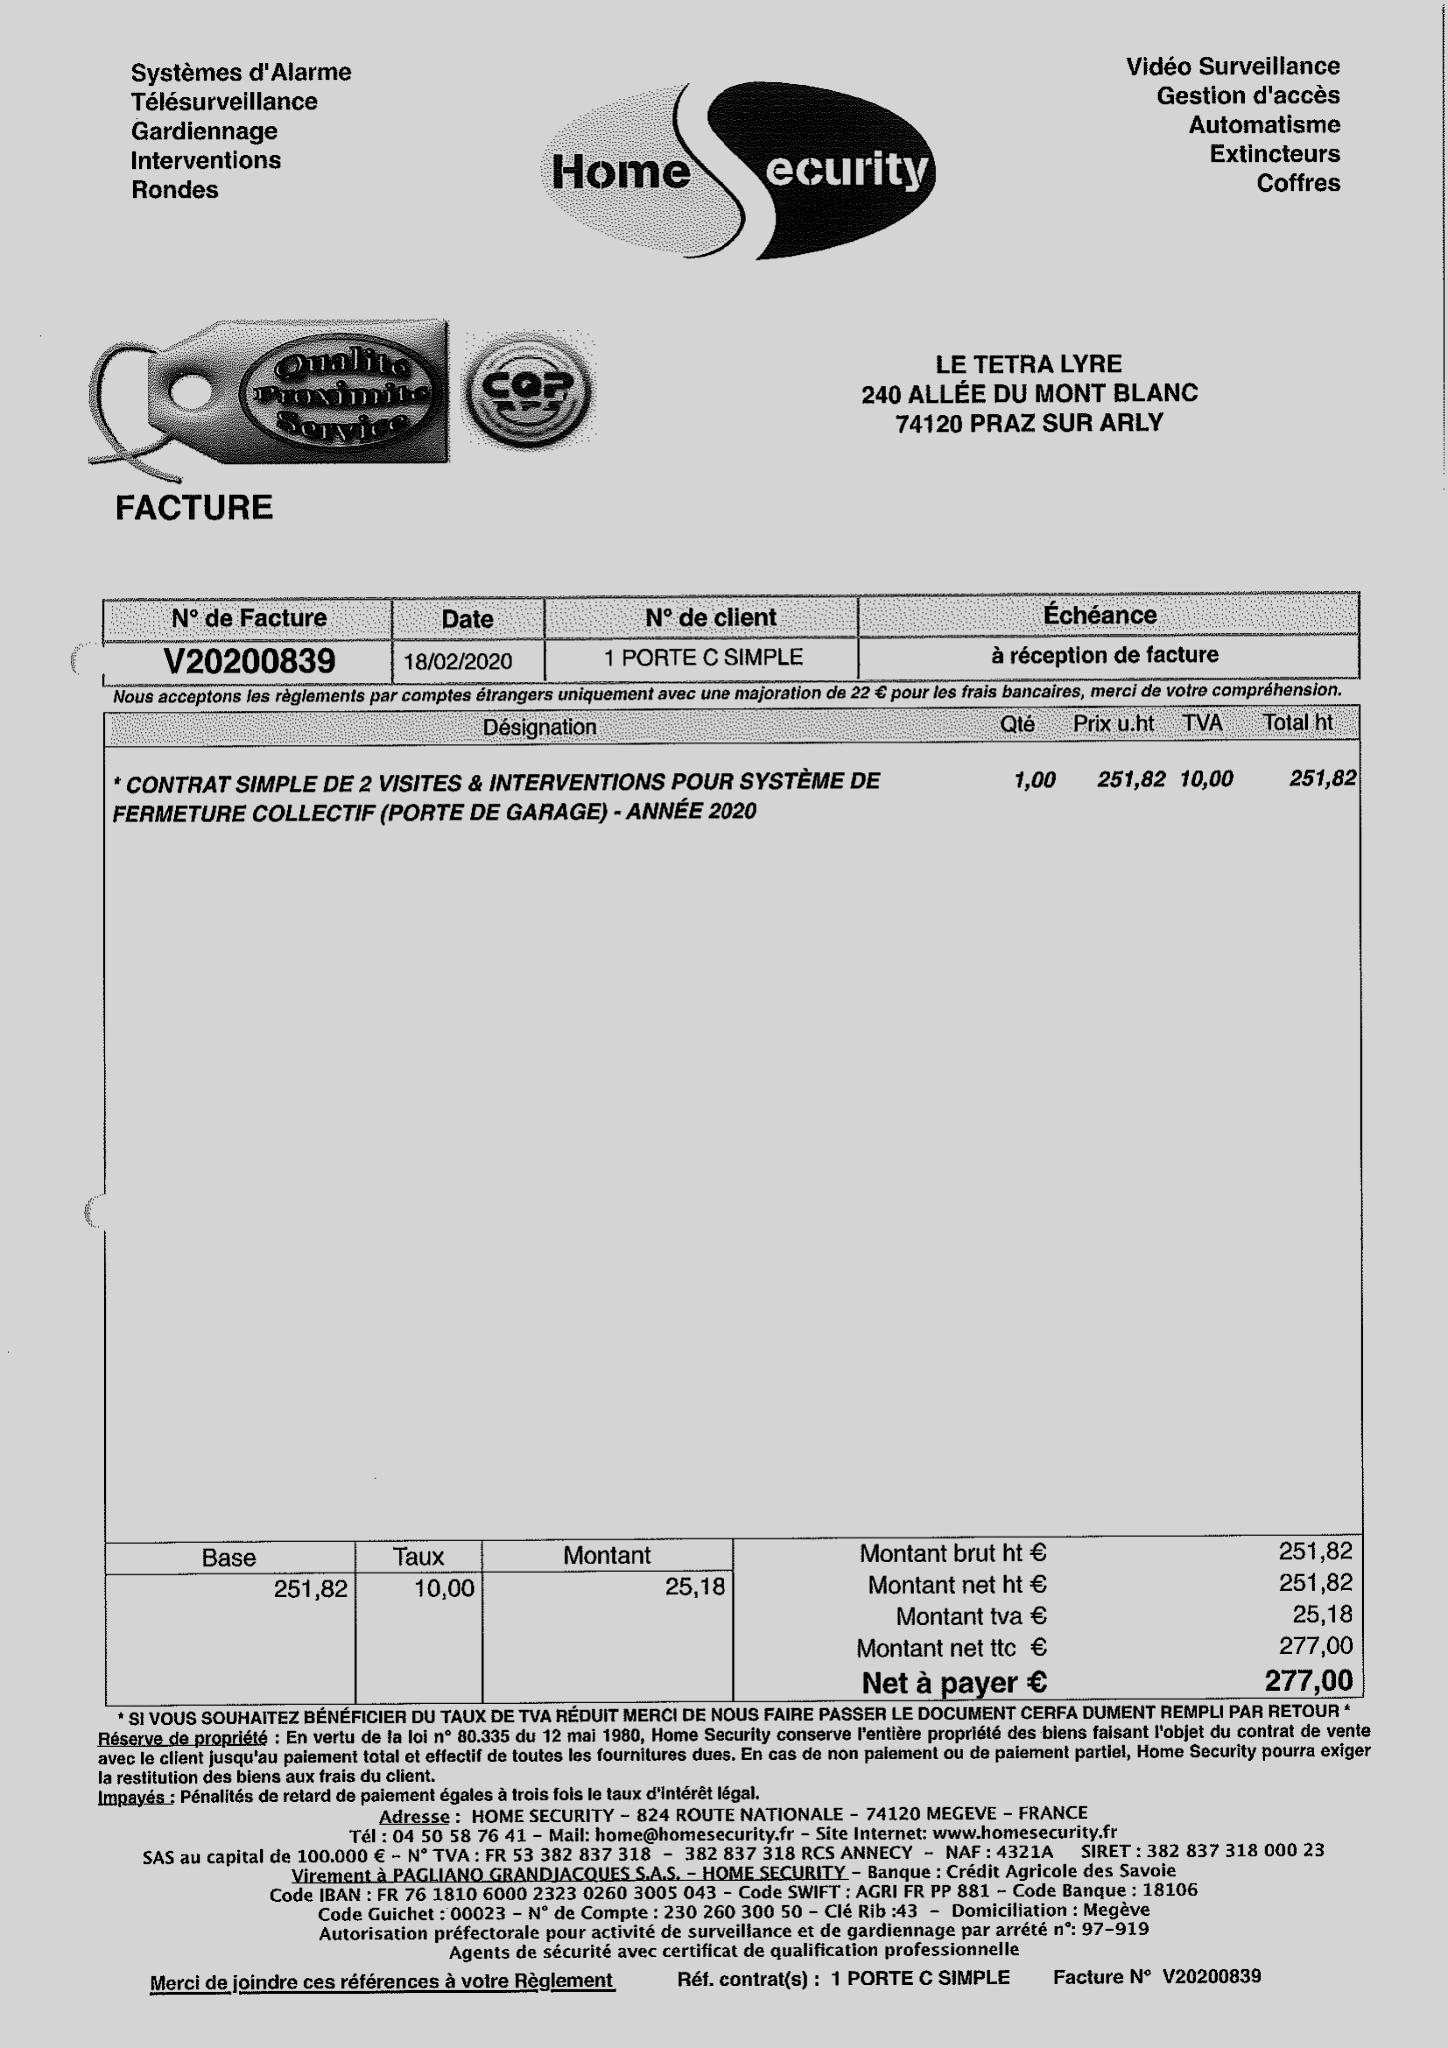 Systèmes d'Alarme
Télésurveillance
Gardiennage
Interventions
Rondes
Home Security
Vidéo Surveillance
Gestion d'accès
Automatisme
Extincteurs
Coffres
Qualite
Proximite
Service
CQP
APS
LE TETRA LYRE
240 ALLÉE DU MONT BLANC
74120 PRAZ SUR ARLY
FACTURE
N° de Facture Date N° de client Échéance
V20200839 18/02/2020 1 PORTE C SIMPLE à réception de facture
Nous acceptons les règlements par comptes étrangers uniquement avec une majoration de 22 € pour les frais bancaires, merci de votre compréhension.
Désignation Qté Prix u.ht TVA Total ht
* CONTRAT SIMPLE DE 2 VISITES & INTERVENTIONS POUR SYSTÈME DE 1,00 251,82 10,00 251,82
FERMETURE COLLECTIF (PORTE DE GARAGE) - ANNÉE 2020
Base Taux Montant
251,82 10,00 25,18
Montant brut ht € 251,82
Montant net ht € 251,82
Montant tva € 25,18
Montant net ttc € 277,00
Net à payer € 277,00
* SI VOUS SOUHAITEZ BÉNÉFICIER DU TAUX DE TVA RÉDUIT MERCI DE NOUS FAIRE PASSER LE DOCUMENT CERFA DUMENT REMPLI PAR RETOUR *
Réserve de propriété : En vertu de la loi n° 80.335 du 12 mai 1980, Home Security conserve l'entière propriété des biens faisant l'objet du contrat de vente
avec le client jusqu'au paiement total et effectif de toutes les fournitures dues. En cas de non paiement ou de paiement partiel, Home Security pourra exiger
la restitution des biens aux frais du client.
Impayés : Pénalités de retard de paiement égales à trois fois le taux d'intérêt légal.
Adresse : HOME SECURITY – 824 ROUTE NATIONALE – 74120 MEGEVE – FRANCE
Tél : 04 50 58 76 41 – Mail: home@homesecurity.fr – Site Internet: www.homesecurity.fr
SAS au capital de 100.000 € – N° TVA : FR 53 382 837 318 – 382 837 318 RCS ANNECY – NAF : 4321A SIRET : 382 837 318 000 23
Virement à PAGLIANO GRANDJACQUES S.A.S. – HOME SECURITY – Banque : Crédit Agricole des Savoie
Code IBAN : FR 76 1810 6000 2323 0260 3005 043 – Code SWIFT : AGRI FR PP 881 – Code Banque : 18106
Code Guichet : 00023 – N° de Compte : 230 260 300 50 – Clé Rib :43 – Domiciliation : Megève
Autorisation préfectorale pour activité de surveillance et de gardiennage par arrété n°: 97-919
Agents de sécurité avec certificat de qualification professionnelle
Merci de joindre ces références à votre Règlement Réf. contrat(s) : 1 PORTE C SIMPLE Facture N° V20200839